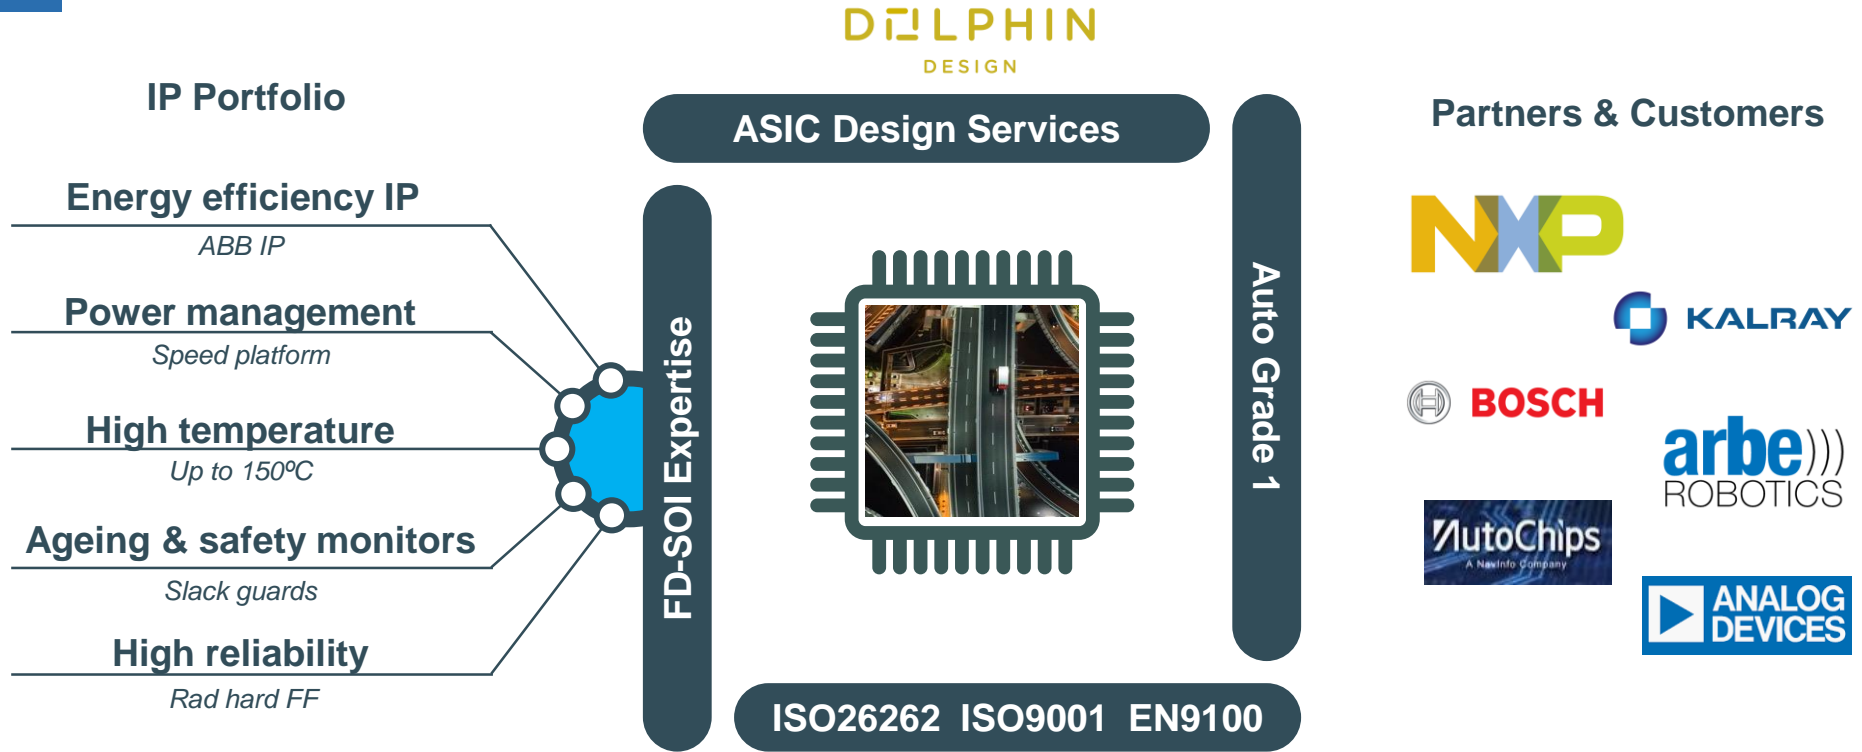 DOLPHIN
DESIGN
IP Portfolio
Energy efficiency IP
ABB IP
Power management
Speed platform
High temperature
Up to 150ºC
Ageing & safety monitors
Slack guards
High reliability
Rad hard FF
ASIC Design Services
FD-SOI Expertise
Auto Grade 1
ISO26262 ISO9001 EN9100
Partners & Customers
NXP
KALRAY
BOSCH
arbe
ROBOTICS
AutoChips
A NavInfo Company
ANALOG
DEVICES